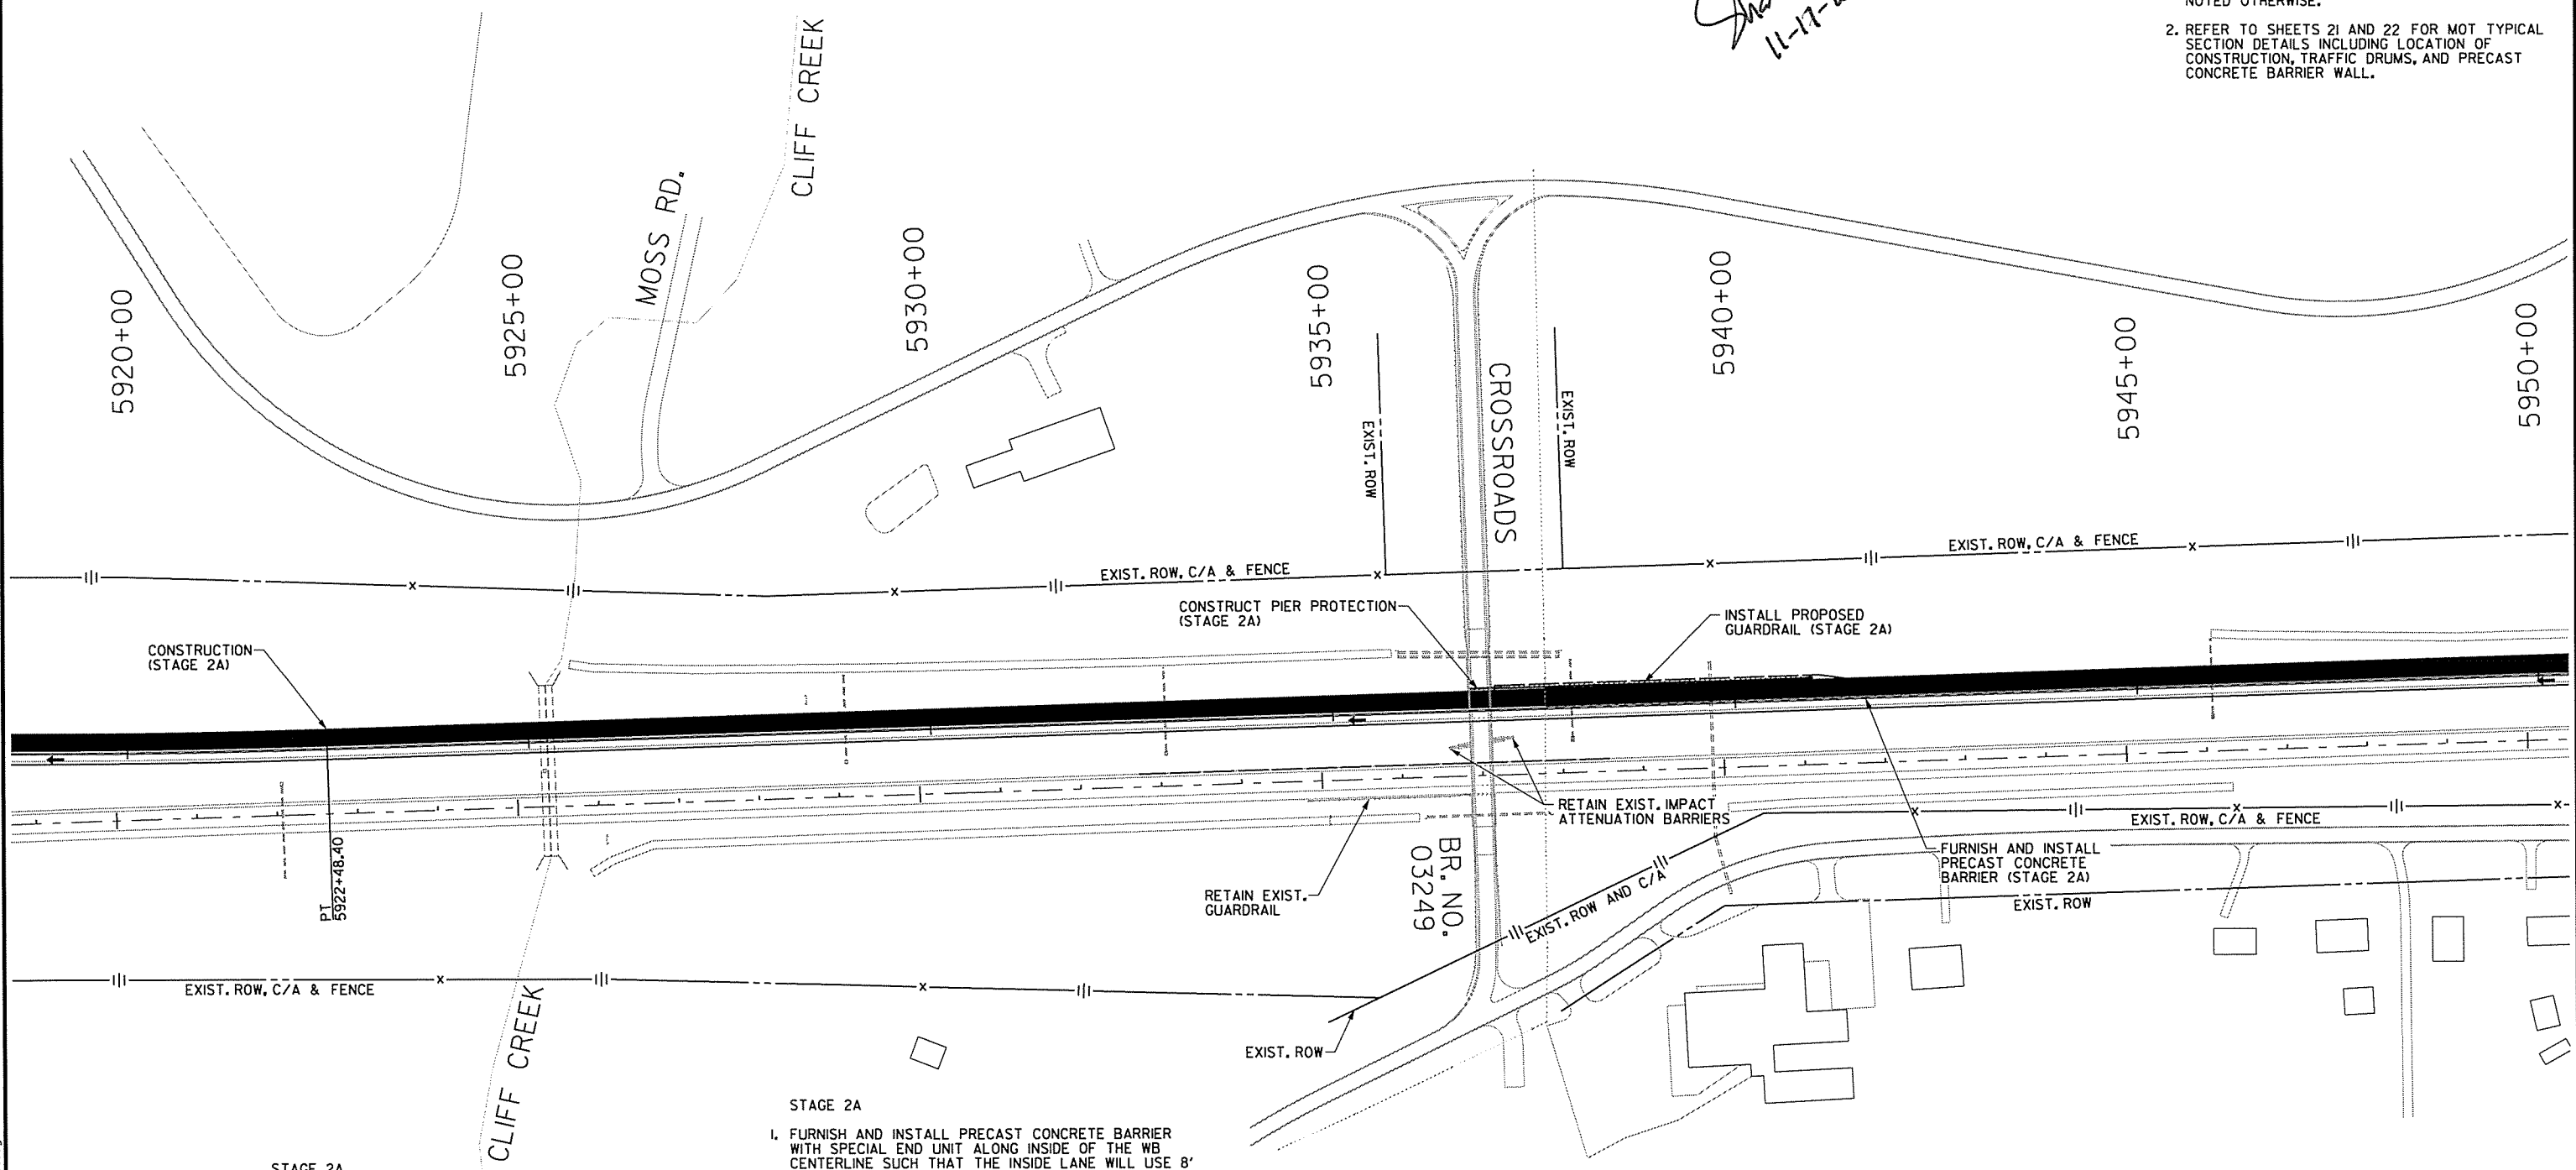 NOTED OTHERWISE.
2. REFER TO SHEETS 21 AND 22 FOR MOT TYPICAL
SECTION DETAILS INCLUDING LOCATION OF
CONSTRUCTION, TRAFFIC DRUMS, AND PRECAST
CONCRETE BARRIER WALL.
CLIFF CREEK
MOSS RD.
5920+00
5925+00
5930+00
5935+00
5940+00
5945+00
5950+00
EXIST. ROW
CROSSROADS
EXIST. ROW
EXIST. ROW, C/A & FENCE
EXIST. ROW, C/A & FENCE
CONSTRUCT PIER PROTECTION
(STAGE 2A)
INSTALL PROPOSED
GUARDRAIL (STAGE 2A)
CONSTRUCTION
(STAGE 2A)
RETAIN EXIST. IMPACT
ATTENUATION BARRIERS
EXIST. ROW, C/A & FENCE
PT
5922+48.40
RETAIN EXIST.
GUARDRAIL
BR. NO.
03249
EXIST. ROW AND C/A
FURNISH AND INSTALL
PRECAST CONCRETE
BARRIER (STAGE 2A)
EXIST. ROW
EXIST. ROW, C/A & FENCE
CLIFF CREEK
EXIST. ROW
STAGE 2A
1. FURNISH AND INSTALL PRECAST CONCRETE BARRIER
WITH SPECIAL END UNIT ALONG INSIDE OF THE WB
CENTERLINE SUCH THAT THE INSIDE LANE WILL USE 8'
STAGE 2A